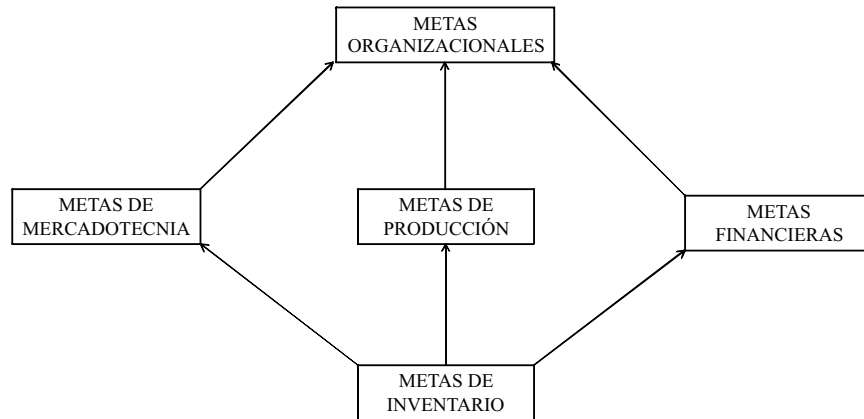 METAS
ORGANIZACIONALES
METAS DE
MERCADOTECNIA
METAS DE
PRODUCCIÓN
METAS
FINANCIERAS
METAS DE
INVENTARIO